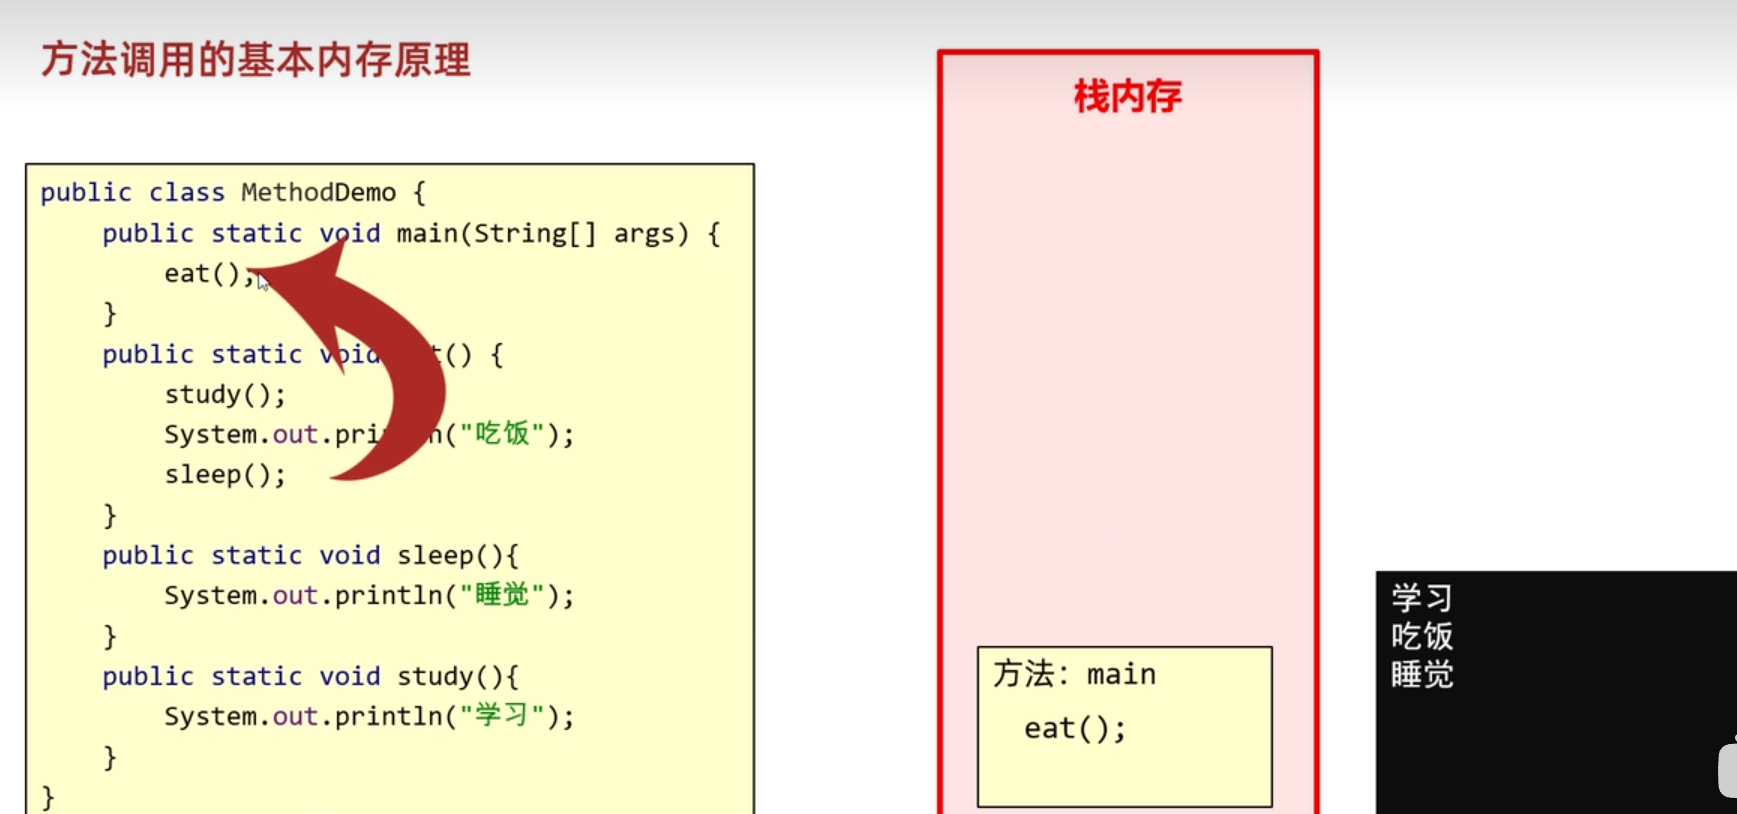 方法调用的基本内存原理
public class MethodDemo {
public static void main(String[] args) {
eat();
}
public static void t() {
study();
System.out.pri n("吃饭");
sleep();
}
public static void sleep(){
System.out.println("睡觉");
}
public static void study(){
System.out.println("学习");
}
}
栈内存
方法：main
eat();
学习
吃饭
睡觉